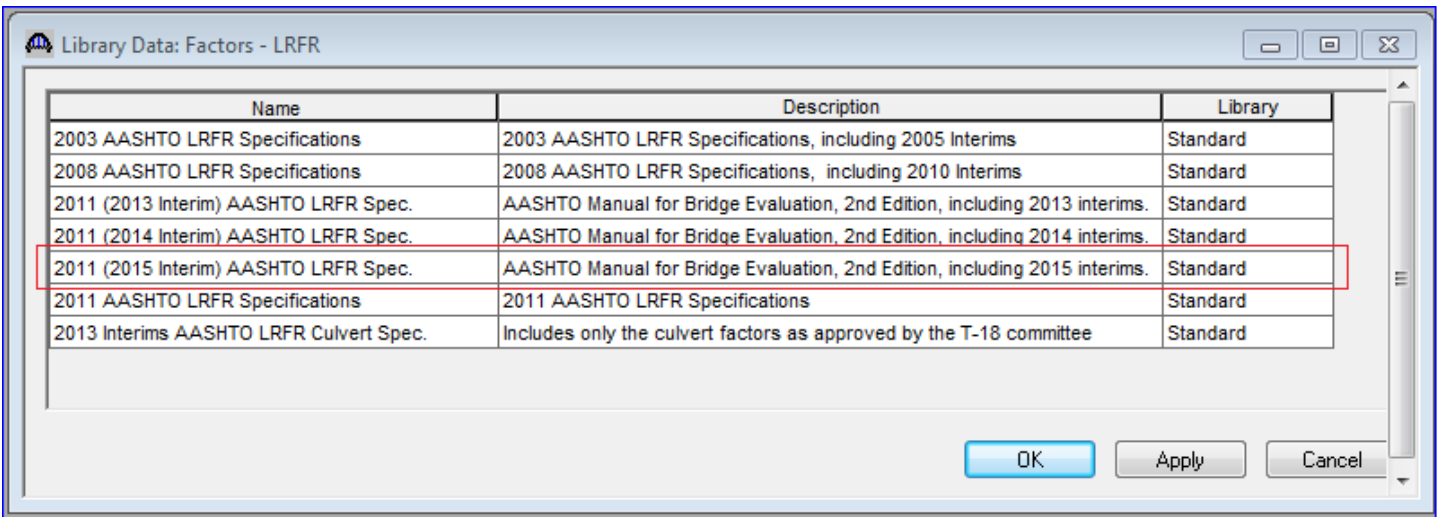 Library Data: Factors - LRFR
Name Description Library
2003 AASHTO LRFR Specifications 2003 AASHTO LRFR Specifications, including 2005 Interims Standard
2008 AASHTO LRFR Specifications 2008 AASHTO LRFR Specifications, including 2010 Interims Standard
2011 (2013 Interim) AASHTO LRFR Spec. AASHTO Manual for Bridge Evaluation, 2nd Edition, including 2013 interims. Standard
2011 (2014 Interim) AASHTO LRFR Spec. AASHTO Manual for Bridge Evaluation, 2nd Edition, including 2014 interims. Standard
2011 (2015 Interim) AASHTO LRFR Spec. AASHTO Manual for Bridge Evaluation, 2nd Edition, including 2015 interims. Standard
2011 AASHTO LRFR Specifications 2011 AASHTO LRFR Specifications Standard
2013 Interims AASHTO LRFR Culvert Spec. Includes only the culvert factors as approved by the T-18 committee Standard
OK Apply Cancel